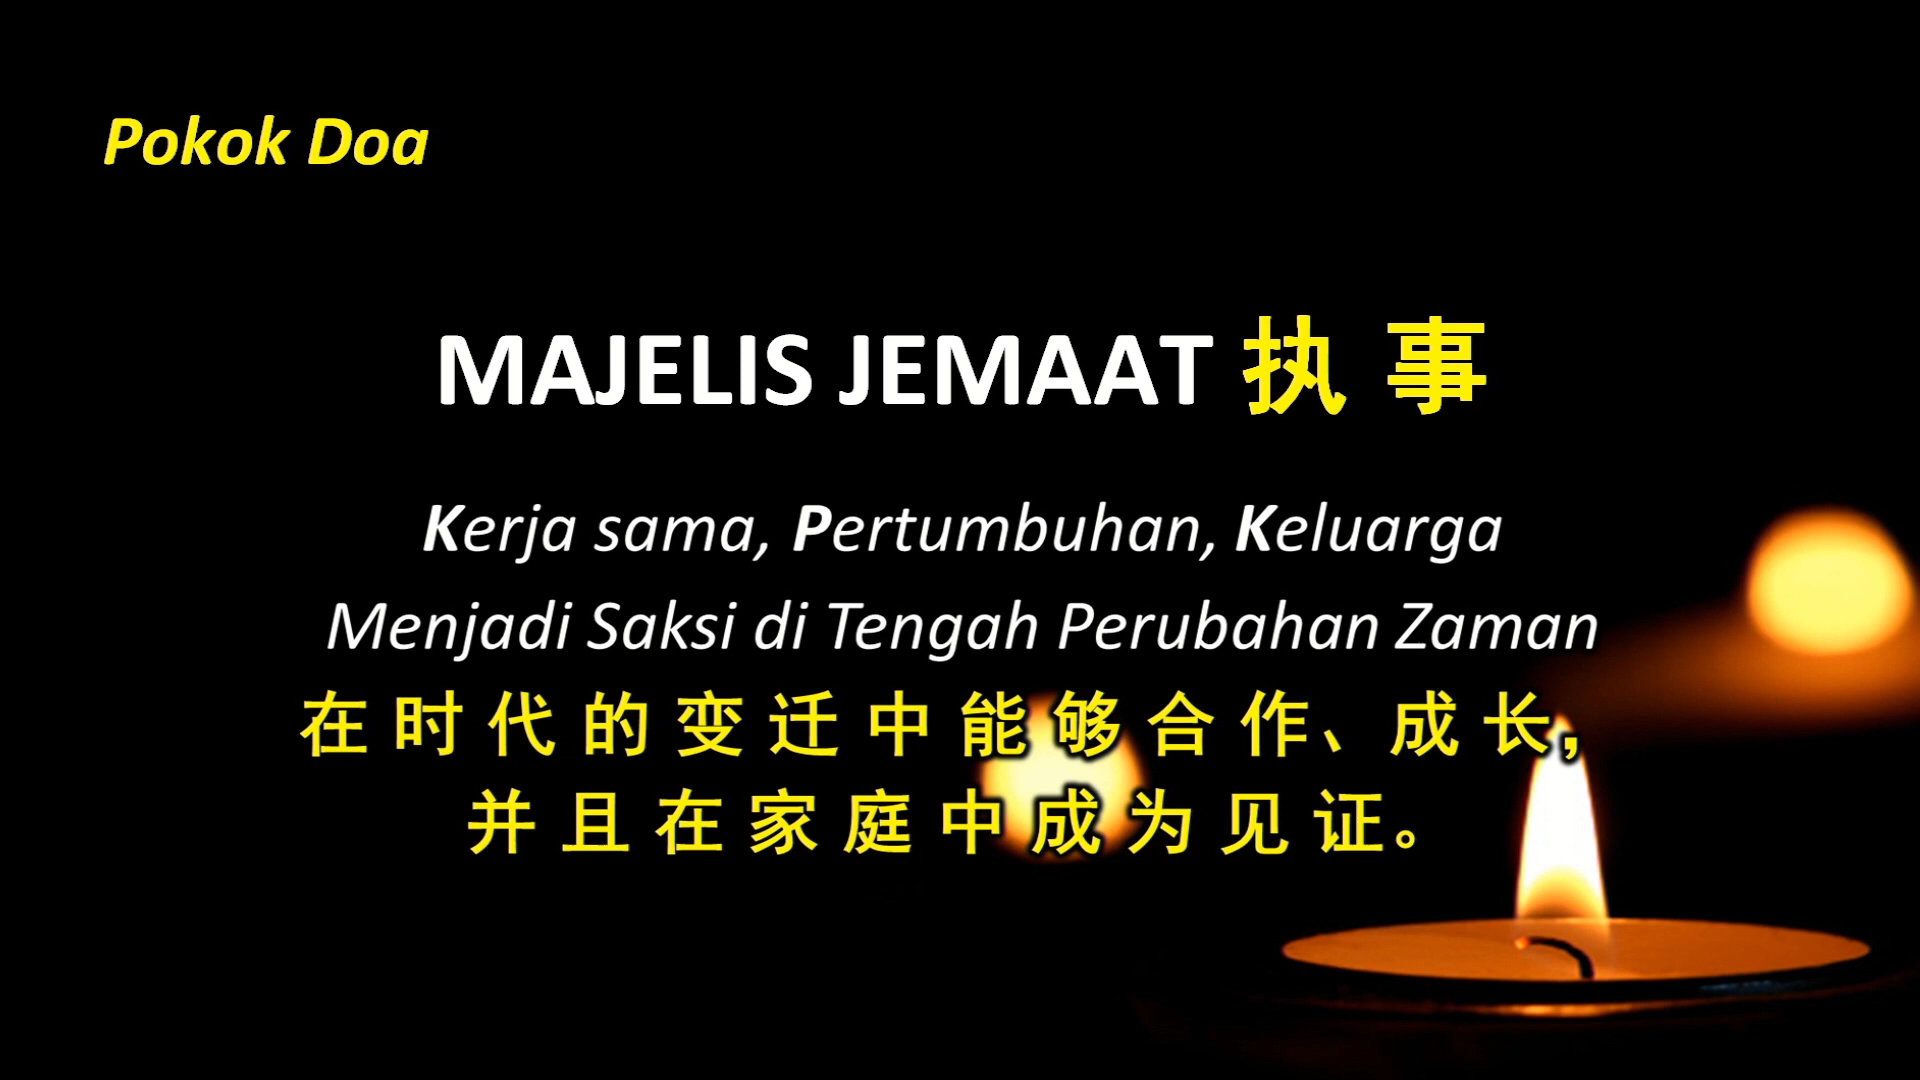 Pokok Doa
MAJELIS JEMAAT 执 事
Kerja sama, Pertumbuhan, Keluarga
Menjadi Saksi di Tengah Perubahan Zaman
在 时 代 的 变 迁 中 能 够 合 作、成 长,
并 且 在 家 庭 中 成 为 见 证。